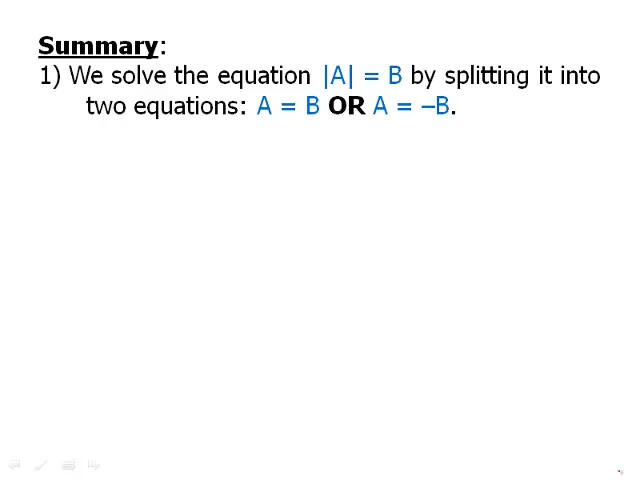 Summary:
1) We solve the equation |A| = B by splitting it into
two equations: A = B OR A = –B.